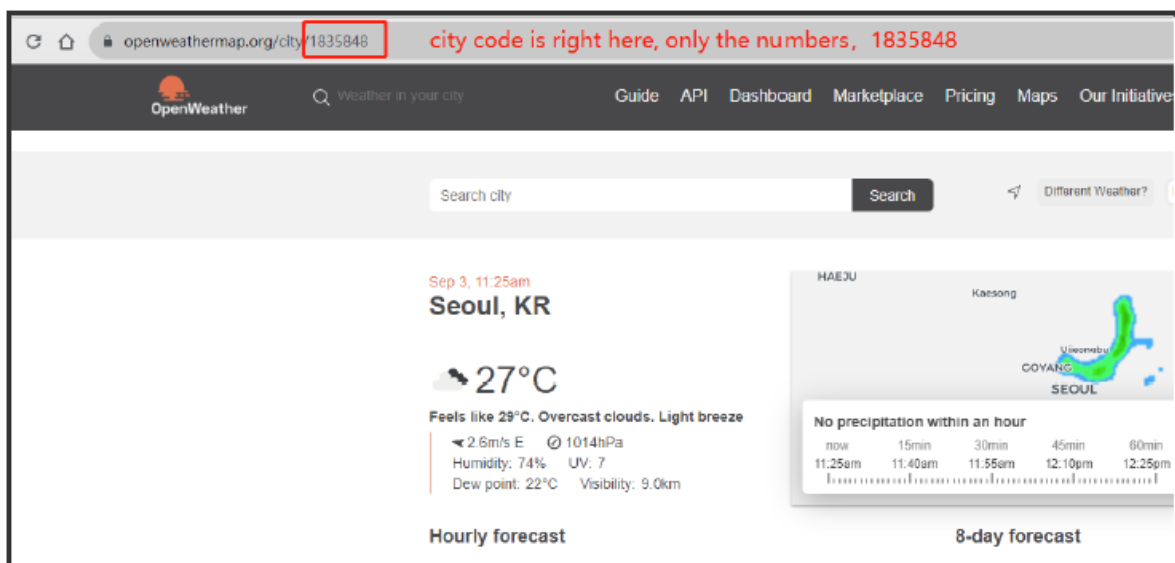 openweathermap.org/city/1835848
city code is right here, only the numbers, 1835848
OpenWeather
Weather in your city
Guide API Dashboard Marketplace Pricing Maps Our Initiative
Search city
Search
Different Weather?
Sep 3, 11:25am
Seoul, KR
27°C
Feels like 29°C. Overcast clouds. Light breeze
2.6m/s E 1014hPa
Humidity: 74% UV: 7
Dew point: 22°C Visibility: 9.0km
HAEJU
Kaesong
GOYANG
SEOUL
No precipitation within an hour
now 15min 30min 45min 60min
11:25am 11:40am 11:55am 12:10pm 12:25pm
Hourly forecast
8-day forecast